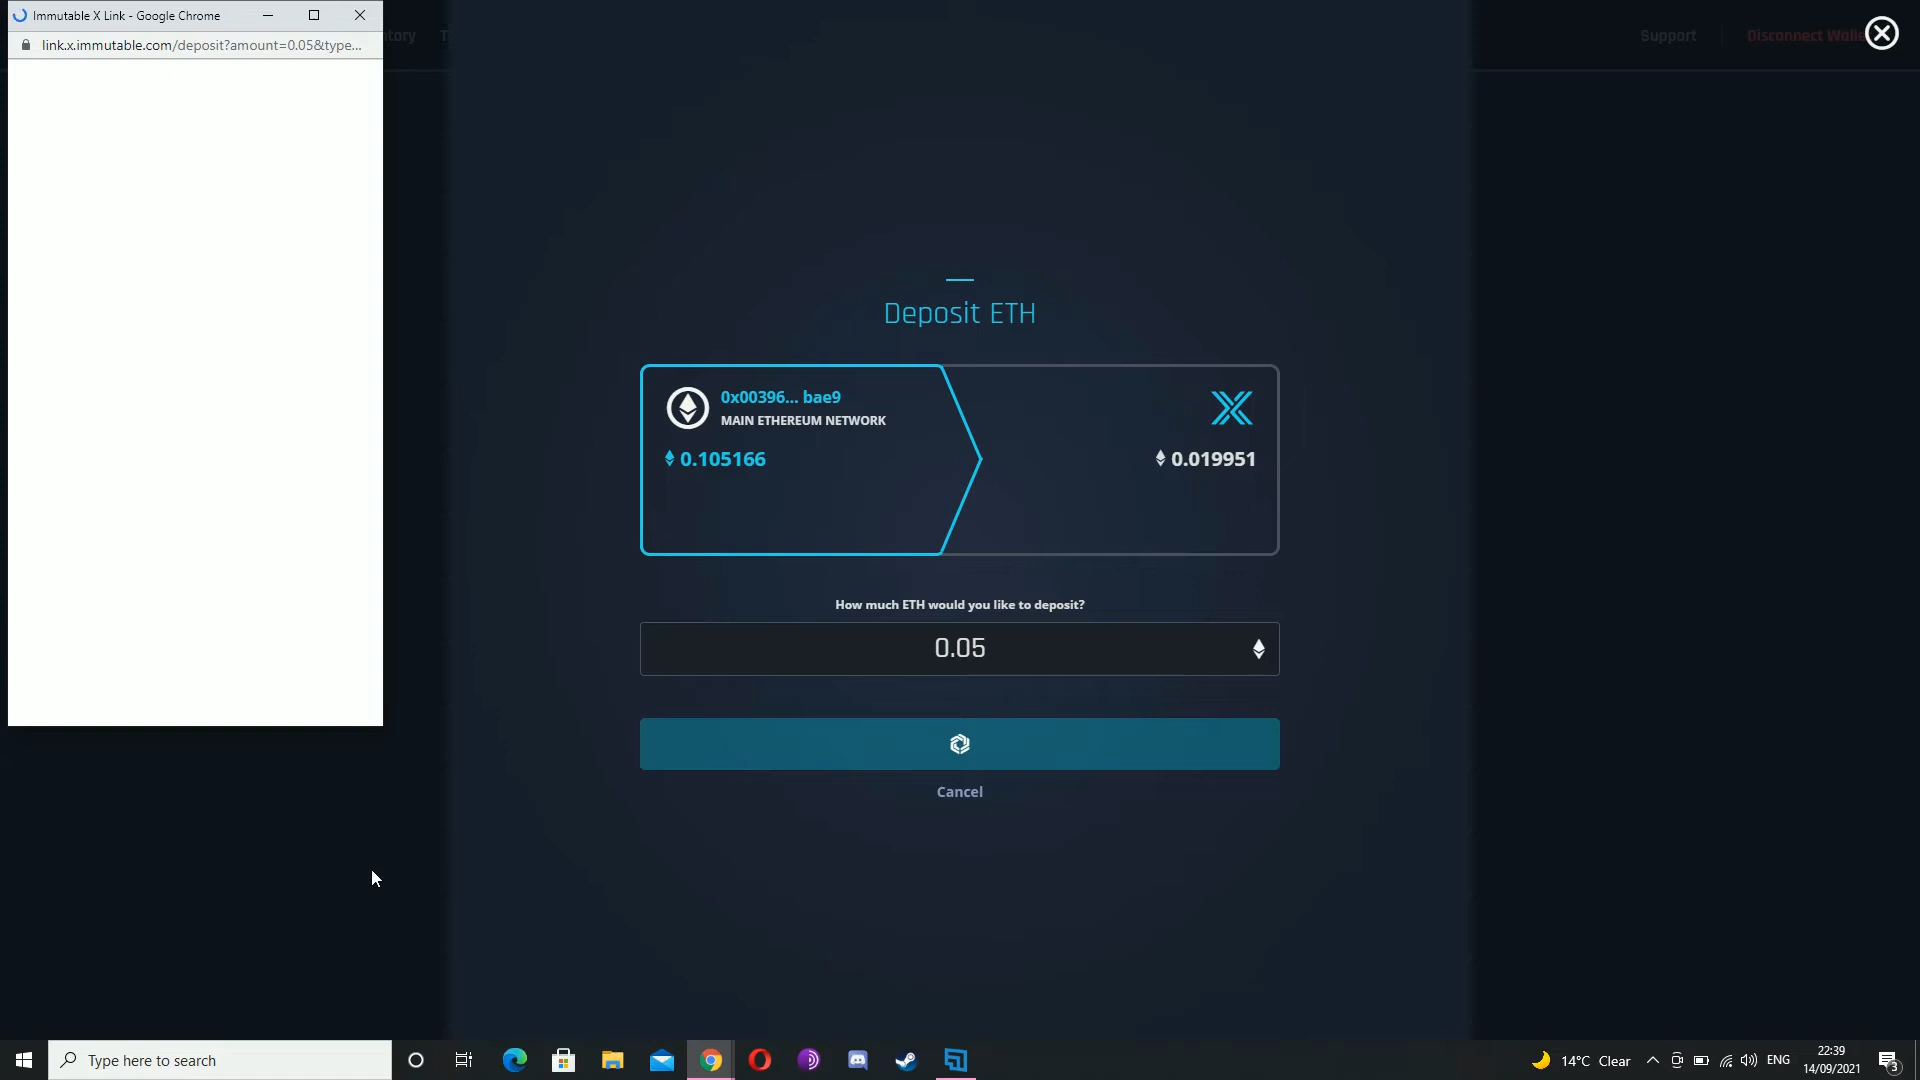 Immutable X Link - Google Chrome
link.x.immutable.com/deposit?amount=0.05&type...
Support
Disconnect
Deposit ETH
0x00396... bae9
MAIN ETHEREUM NETWORK
0.105166
0.019951
How much ETH would you like to deposit?
0.05
Cancel
Type here to search
14°C Clear
ENG
22:39
14/09/2021
3